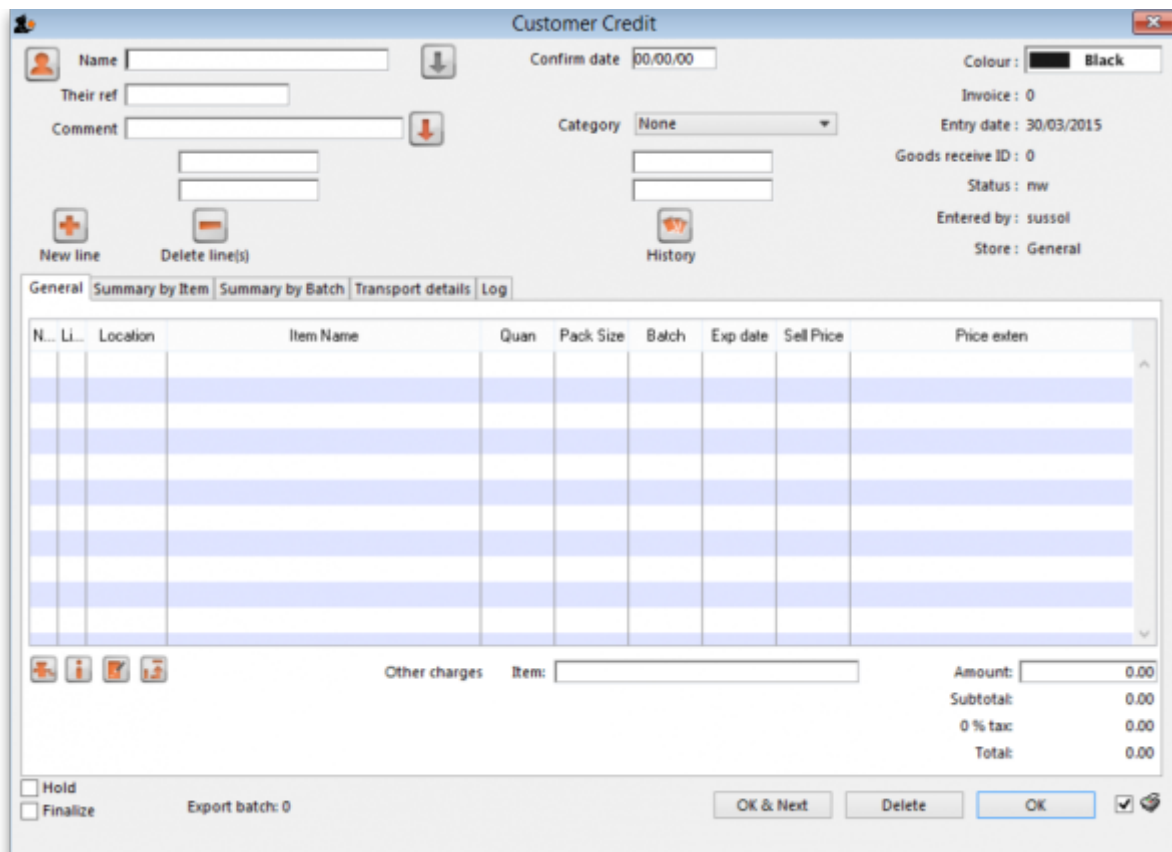 Customer Credit
Name
Confirm date 00/00/00
Colour : Black
Their ref
Invoice : 0
Comment
Category None
Entry date : 30/03/2015
Goods receive ID : 0
Status : nw
Entered by : sussol
New line
Delete line(s)
History
Store : General
General Summary by Item Summary by Batch Transport details Log
N... Li... Location Item Name Quan Pack Size Batch Exp date Sell Price Price exten
Other charges Item: Amount: 0.00
Subtotal: 0.00
0 % tax: 0.00
Total: 0.00
Hold
Finalize
Export batch: 0
OK & Next Delete OK